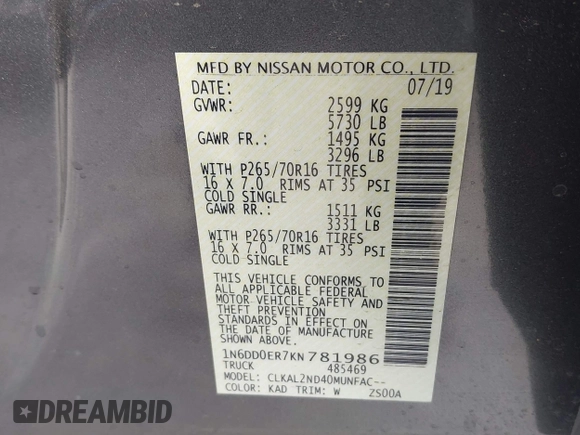 MFD BY NISSAN MOTOR CO., LTD.
DATE: 07/19
GVWR: 2599 KG
5730 LB
GAWR FR.: 1495 KG
3296 LB
WITH P265/70R16 TIRES
16 X 7.0 RIMS AT 35 PSI
COLD SINGLE
GAWR RR.: 1511 KG
3331 LB
WITH P265/70R16 TIRES
16 X 7.0 RIMS AT 35 PSI
COLD SINGLE
THIS VEHICLE CONFORMS TO
ALL APPLICABLE FEDERAL
MOTOR VEHICLE SAFETY AND
THEFT PREVENTION
STANDARDS IN EFFECT ON
THE DATE OF MANUFACTURE
SHOWN ABOVE.
1N6DD0ER7KN781986
TRUCK 485469
MODEL: CLKAL2ND40MUNFAC--
COLOR: KAD TRIM: W ZS00A
EPICBID AUTOBIDMASTER